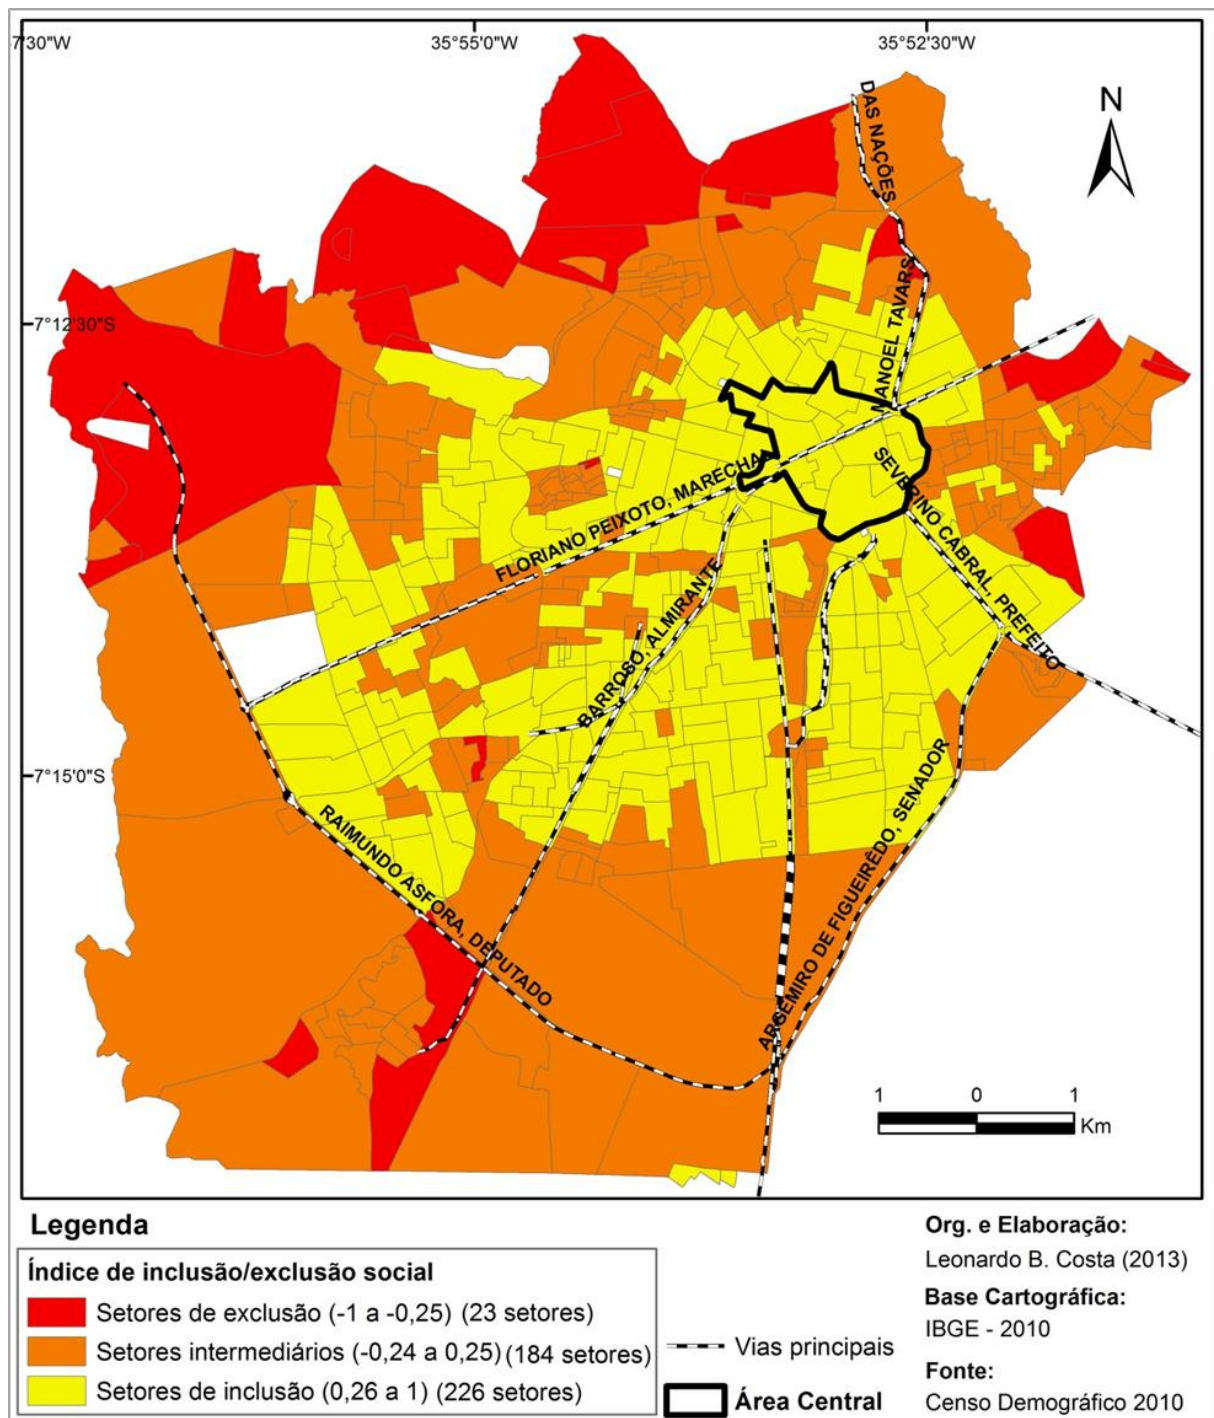 7'30"W
35°55'0"W
35°52'30"W
N
DAS NAÇÕES
7°12'30"S
MANOEL TAVARS
SEVERINO CABRAL, PREFEITO
FLORIANO PEIXOTO, MARECHAL
BARROSO, ALMIRANTE
7°15'0"S
RAIMUNDO ASFORA, DEPUTADO
ARGEMIRO DE FIGUEIRÊDO, SENADOR
1 0 1
Km
Legenda
Índice de inclusão/exclusão social
Setores de exclusão (-1 a -0,25) (23 setores)
Setores intermediários (-0,24 a 0,25) (184 setores)
Setores de inclusão (0,26 a 1) (226 setores)
Vias principais
Área Central
Org. e Elaboração:
Leonardo B. Costa (2013)
Base Cartográfica:
IBGE - 2010
Fonte:
Censo Demográfico 2010